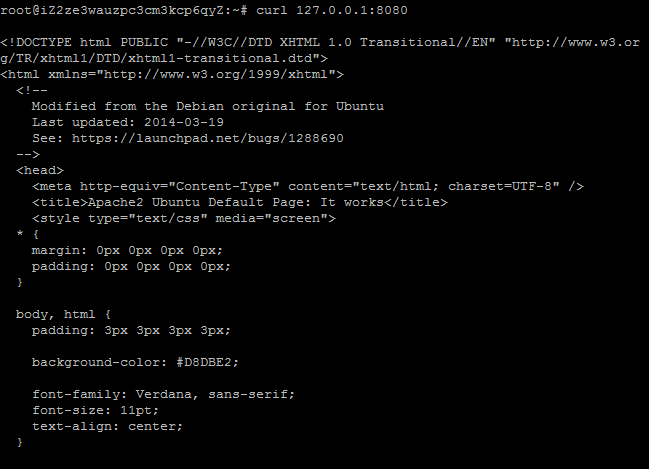 root@iZ2ze3wauzpc3cm3kcp6qyZ:~# curl 127.0.0.1:8080
<!DOCTYPE html PUBLIC "-//W3C//DTD XHTML 1.0 Transitional//EN" "http://www.w3.or
g/TR/xhtml1/DTD/xhtml1-transitional.dtd">
<html xmlns="http://www.w3.org/1999/xhtml">
  <!--
    Modified from the Debian original for Ubuntu
    Last updated: 2014-03-19
    See: https://launchpad.net/bugs/1288690
  -->
  <head>
    <meta http-equiv="Content-Type" content="text/html; charset=UTF-8" />
    <title>Apache2 Ubuntu Default Page: It works</title>
    <style type="text/css" media="screen">
  * {
    margin: 0px 0px 0px 0px;
    padding: 0px 0px 0px 0px;
  }
  body, html {
    padding: 3px 3px 3px 3px;
    background-color: #D8DBE2;
    font-family: Verdana, sans-serif;
    font-size: 11pt;
    text-align: center;
  }